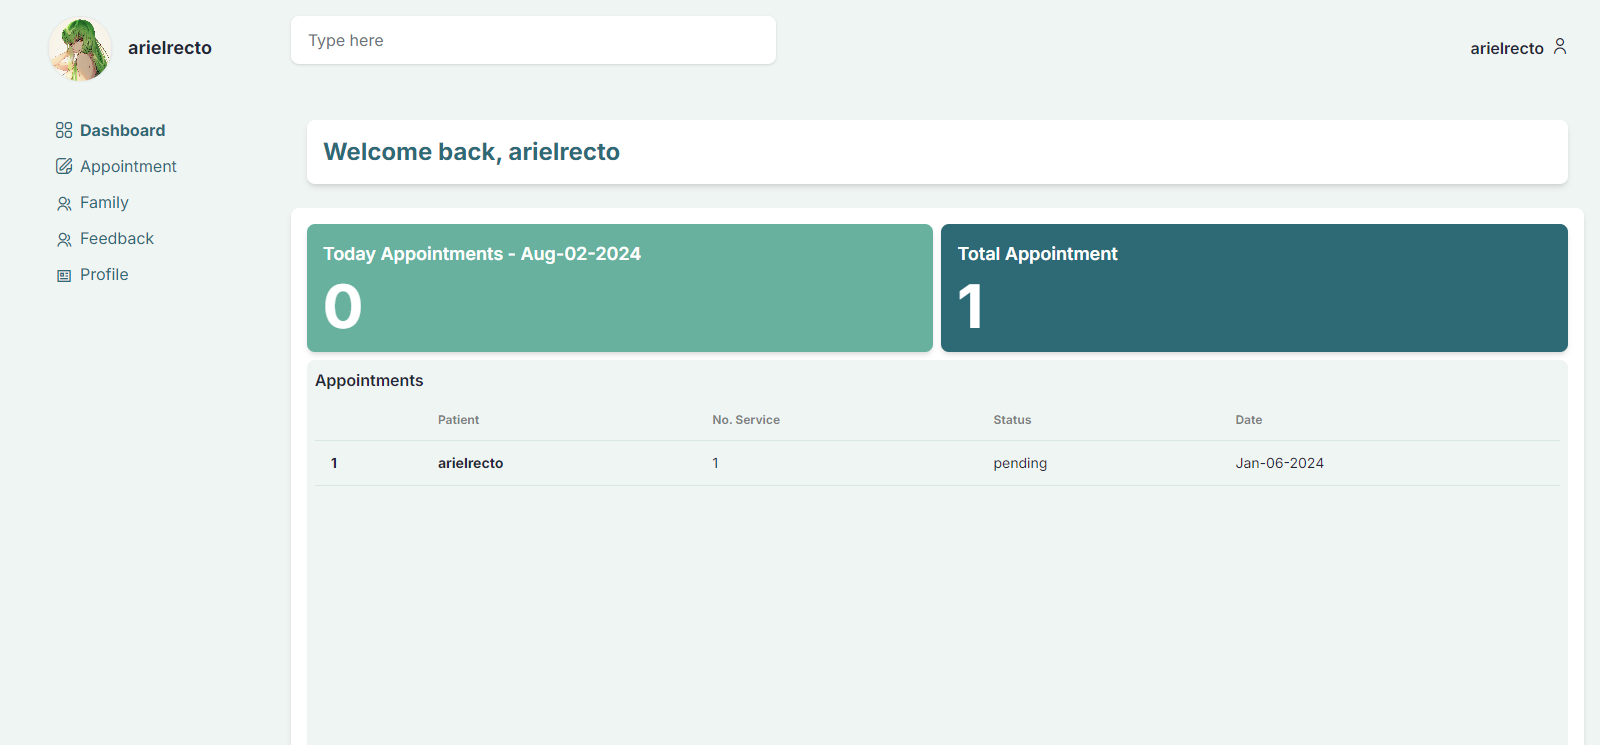 arielrecto
Type here
arielrecto
Dashboard
Appointment
Family
Feedback
Profile
Welcome back, arielrecto
Today Appointments - Aug-02-2024
0
Total Appointment
1
Appointments
Patient No. Service Status Date
1 arielrecto 1 pending Jan-06-2024